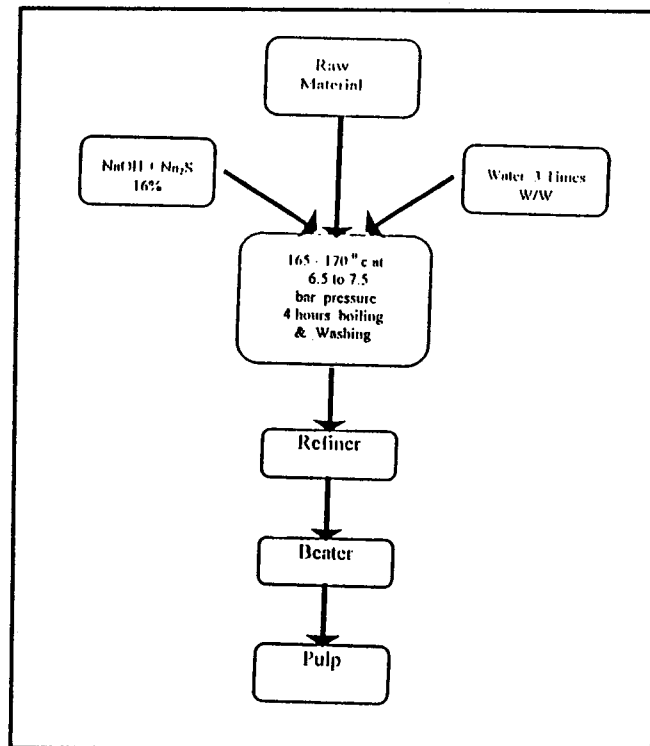 Raw
Material
NaOH + Na₂S
16%
Water 3 Times
W/W
165 - 170°c at
6.5 to 7.5
bar pressure
4 hours boiling
& Washing
Refiner
Beater
Pulp